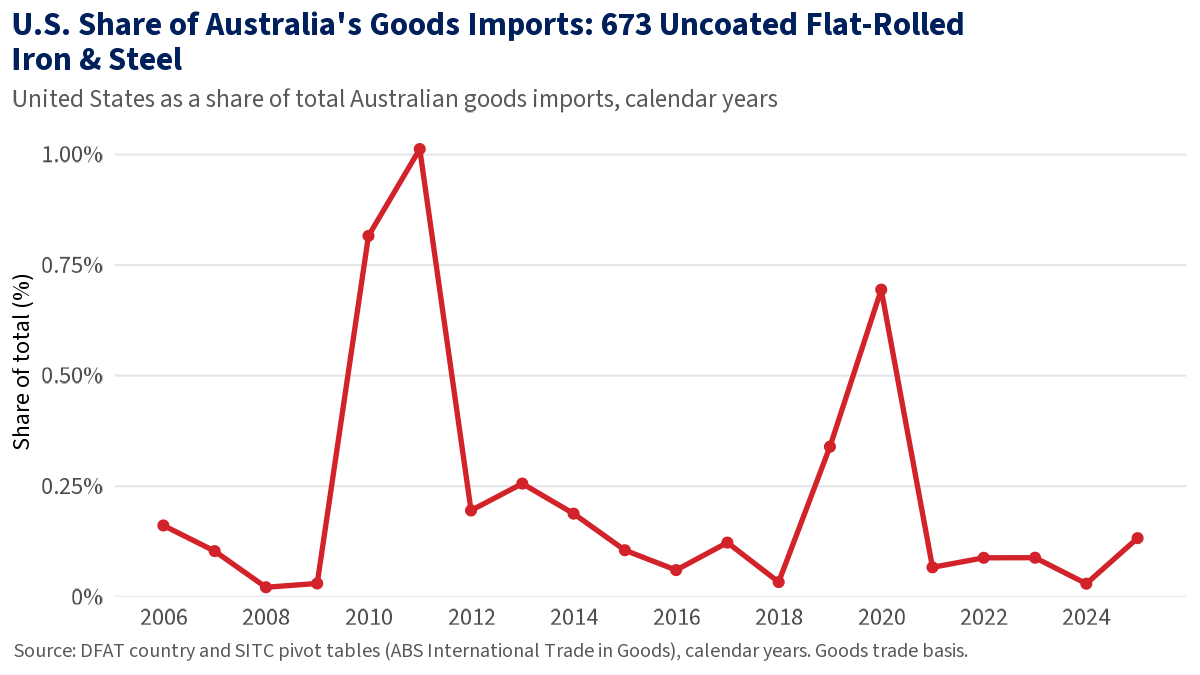 U.S. Share of Australia's Goods Imports: 673 Uncoated Flat-Rolled
Iron & Steel
United States as a share of total Australian goods imports, calendar years
Share of total (%)
1.00%
0.75%
0.50%
0.25%
0%
2006 2008 2010 2012 2014 2016 2018 2020 2022 2024
Source: DFAT country and SITC pivot tables (ABS International Trade in Goods), calendar years. Goods trade basis.